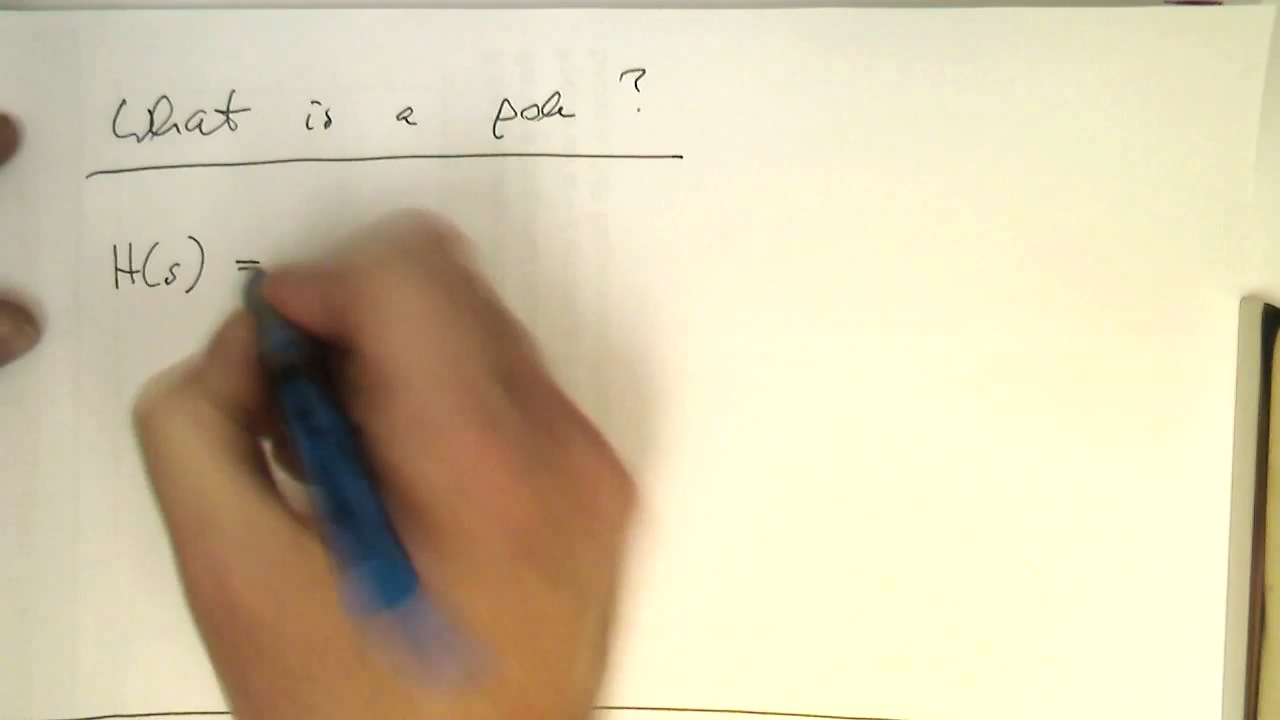 What is a pole ?
H(s) =